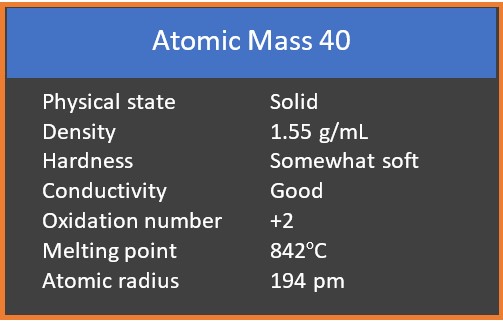 Atomic Mass 40
Physical state Solid
Density 1.55 g/mL
Hardness Somewhat soft
Conductivity Good
Oxidation number +2
Melting point 842°C
Atomic radius 194 pm